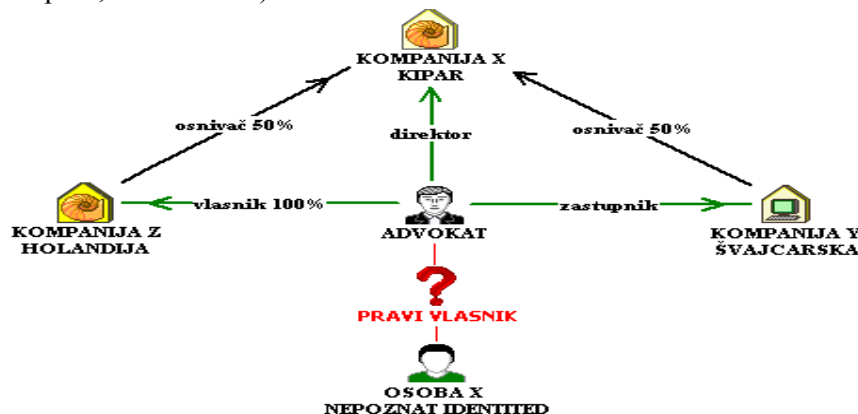 KOMPANIJA X
KIPAR
osnivač 50%
osnivač 50%
direktor
vlasnik 100%
zastupnik
KOMPANIJA Z
HOLANDIJA
ADVOKAT
KOMPANIJA Y
ŠVAJCARSKA
?
PRAVI VLASNIK
OSOBA X
NEPOZNAT IDENTITED